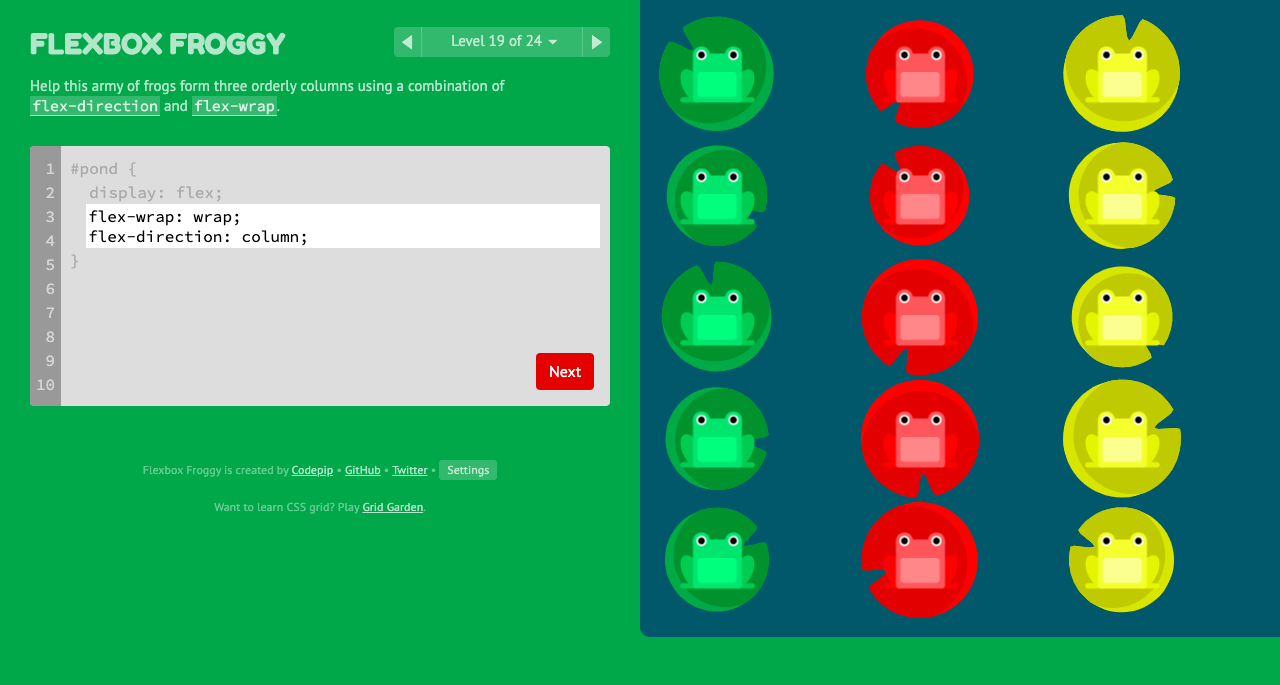 FLEXBOX FROGGY
Level 19 of 24
Help this army of frogs form three orderly columns using a combination of
flex-direction and flex-wrap.
1 #pond {
2 display: flex;
3 flex-wrap: wrap;
4 flex-direction: column;
5 }
6
7
8
9
10
Next
Flexbox Froggy is created by Codepip • GitHub • Twitter • Settings
Want to learn CSS grid? Play Grid Garden.